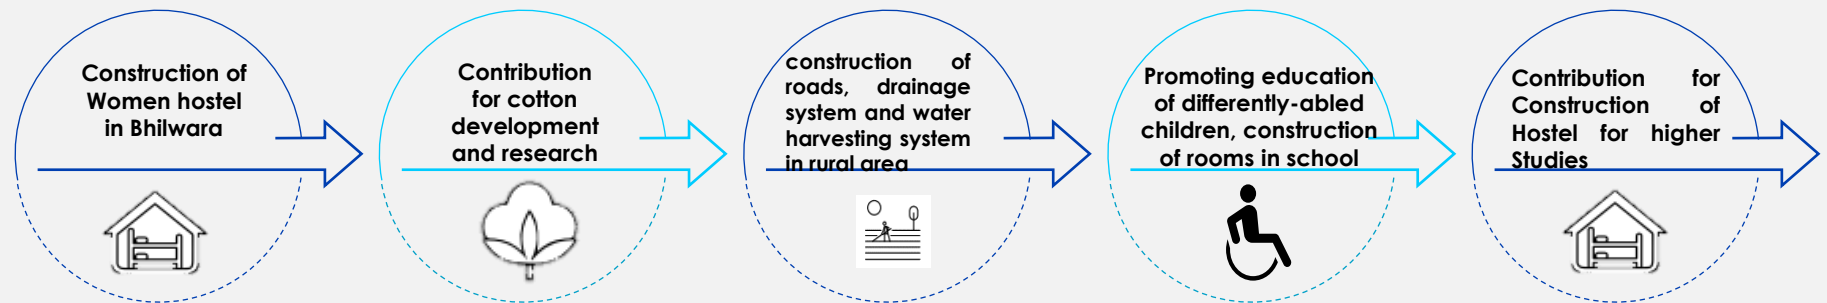 Construction of
Women hostel
in Bhilwara
Contribution
for cotton
development
and research
construction of
roads, drainage
system and water
harvesting system
in rural area
Promoting education
of differently-abled
children, construction
of rooms in school
Contribution for
Construction of
Hostel for higher
Studies